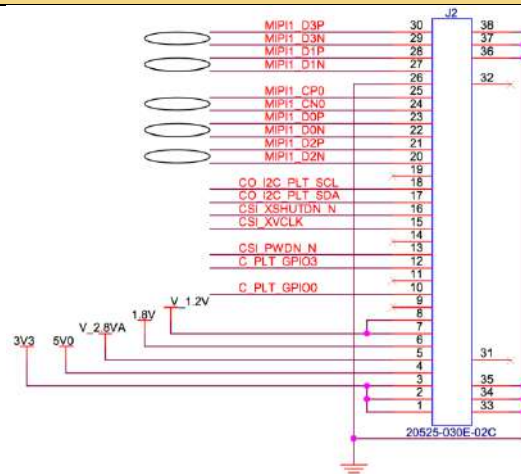 J2
MIPI1_D3P 30 38
MIPI1_D3N 29 37
MIPI1_D1P 28 36
MIPI1_D1N 27
26 32
MIPI1_CP0 25
MIPI1_CN0 24
MIPI1_D0P 23
MIPI1_D0N 22
MIPI1_D2P 21
MIPI1_D2N 20
19
CO_I2C_PLT_SCL 18
CO_I2C_PLT_SDA 17
CSI_XSHUTDN_N 16
CSI_XVCLK 15
14
CSI_PWDN_N 13
C_PLT_GPIO3 12
11
C_PLT_GPIO0 10
V_1.2V 9
8
1.8V 7
V_2.8VA 6
3V3 5V0 5 31
4
3 35
2 34
1 33
20525-030E-02C